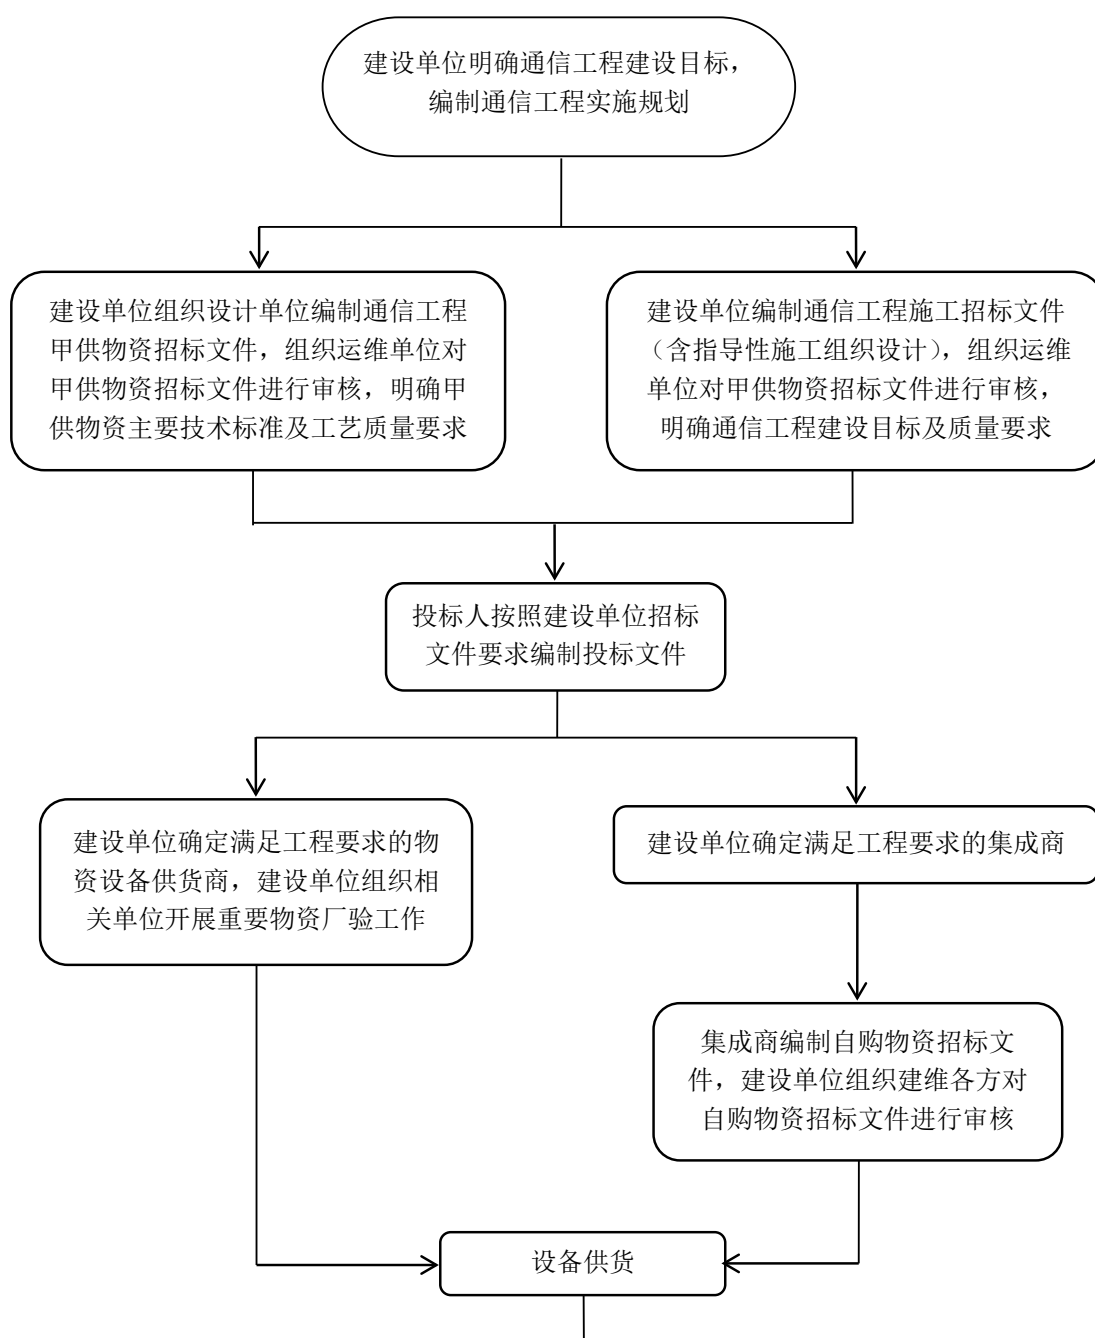 建设单位明确通信工程建设目标，
编制通信工程实施规划
建设单位组织设计单位编制通信工程
甲供物资招标文件，组织运维单位对
甲供物资招标文件进行审核，明确甲
供物资主要技术标准及工艺质量要求
建设单位编制通信工程施工招标文件
（含指导性施工组织设计），组织运维
单位对甲供物资招标文件进行审核，
明确通信工程建设目标及质量要求
投标人按照建设单位招标
文件要求编制投标文件
建设单位确定满足工程要求的物
资设备供货商，建设单位组织相
关单位开展重要物资厂验工作
建设单位确定满足工程要求的集成商
集成商编制自购物资招标文
件，建设单位组织建维各方对
自购物资招标文件进行审核
设备供货